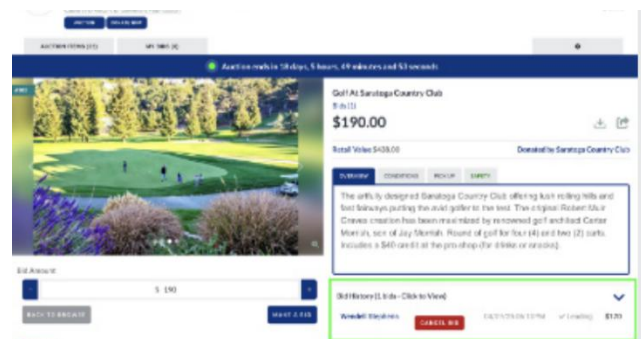 AUCTION
AUCTION ITEMS (22)
MY BIDS (0)
Auction ends in 18 days, 5 hours, 49 minutes and 53 seconds
Golf At Saratoga Country Club
Bids (1)
$190.00
Retail Value $438.00
Donated by Saratoga Country Club
OVERVIEW
CONDITIONS
PICK UP
SAFETY
The artfully designed Saratoga Country Club offering lush rolling hills and
fast fairways putting the avid golfer to the test. The original Robert Muir
Graves creation has been maximized by renowned golf architect Carter
Morrish, son of Jay Morrish. Round of golf for four (4) and two (2) carts.
Includes a $40 credit at the pro shop (for drinks or snacks).
Bid Amount
-
$ 190
+
BACK TO BROWSE
MAKE A BID
Bid History (1 bids - Click to View)
Wendell Stephens
CANCEL BID
Leading